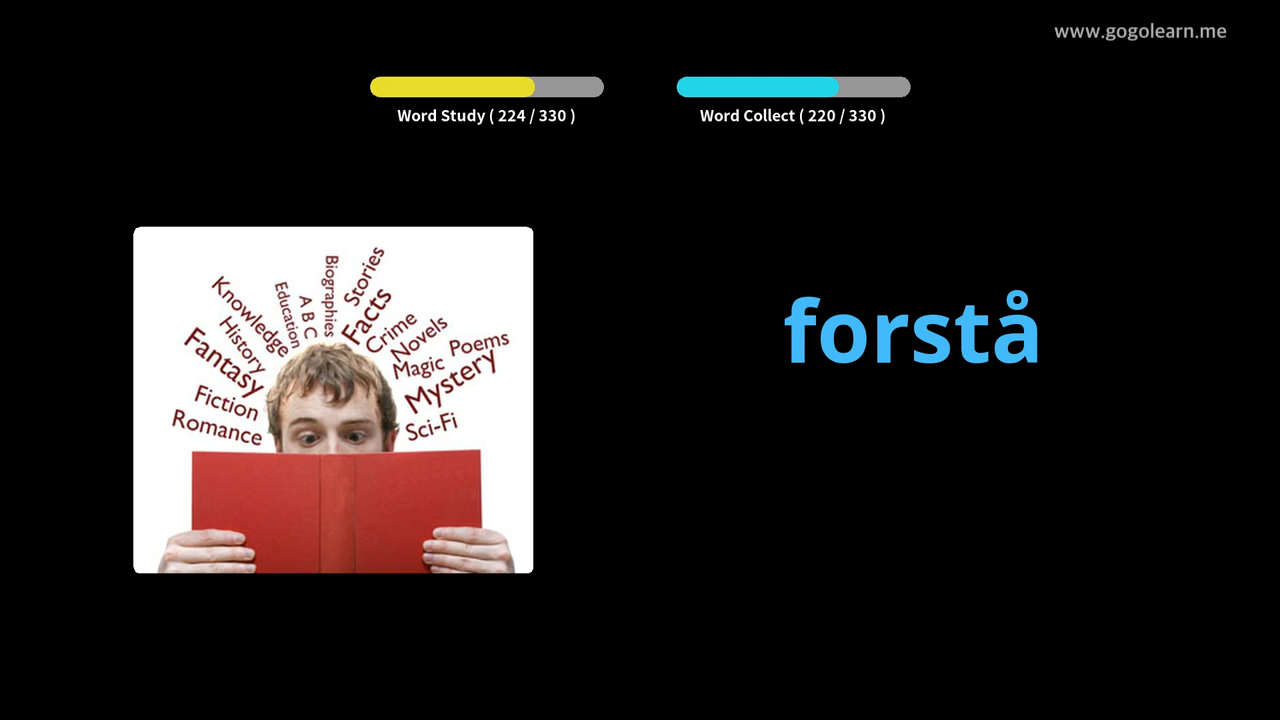 www.gogolearn.me
Word Study ( 224 / 330 )
Word Collect ( 220 / 330 )
forstå
Biographies
Stories
Education
A B C
Facts
Knowledge
Crime
History
Novels
Poems
Fantasy
Magic
Mystery
Fiction
Romance
Sci-Fi